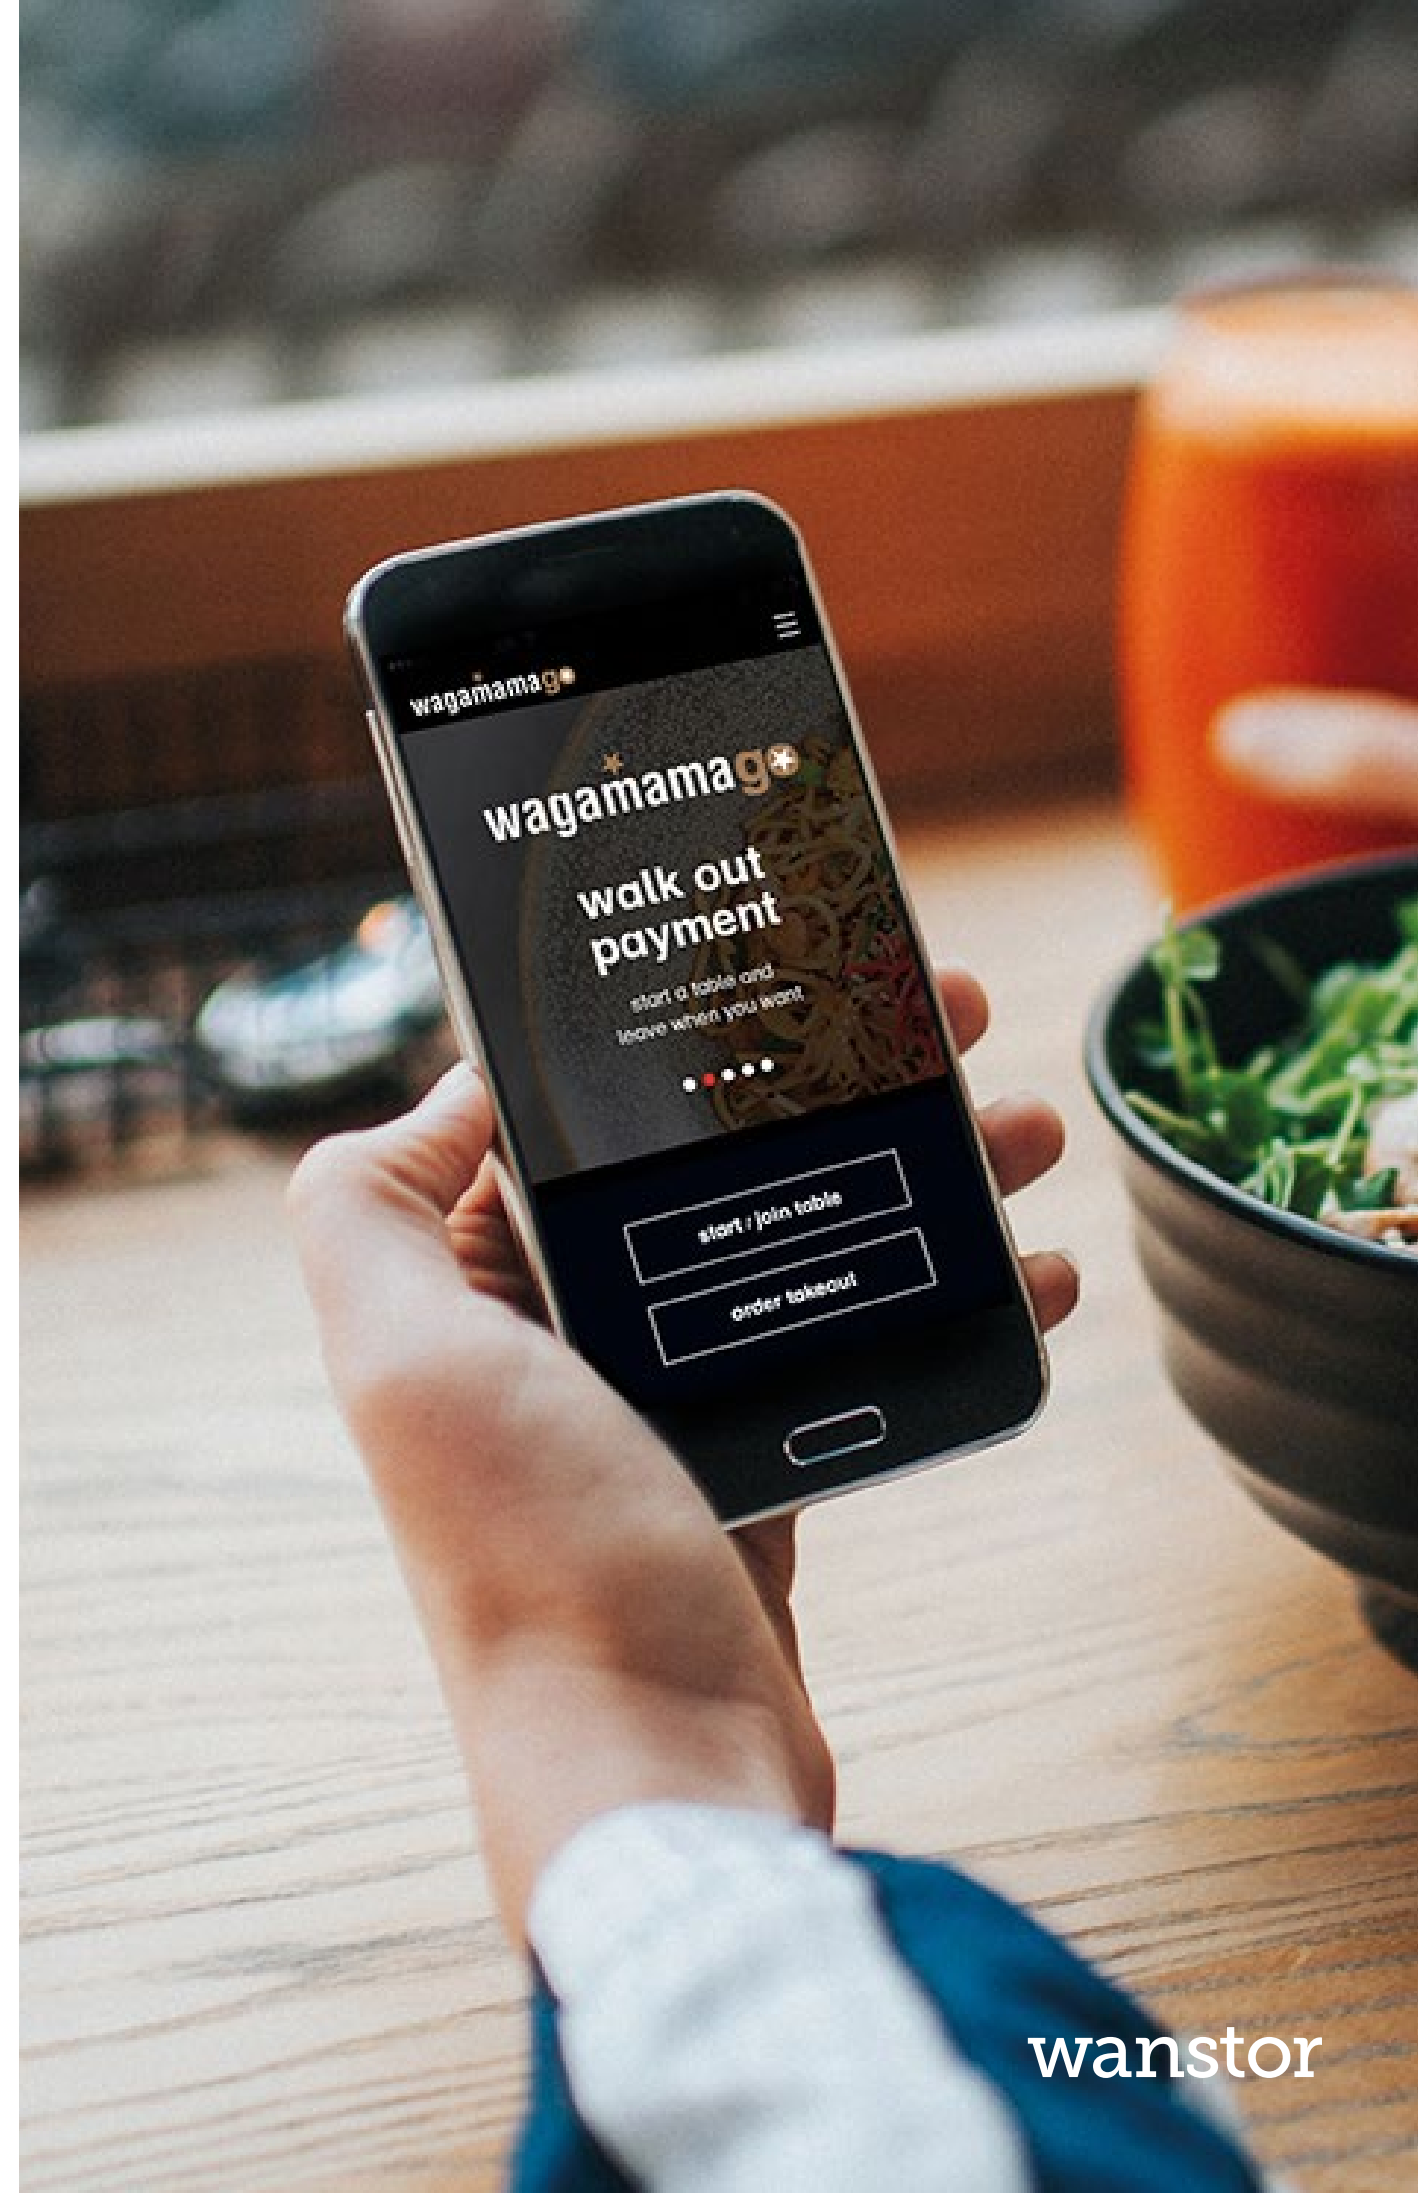 wagamamago
wagamamago
walk out
payment
start a table and
leave when you want
start / join table
order takeout
wanstor